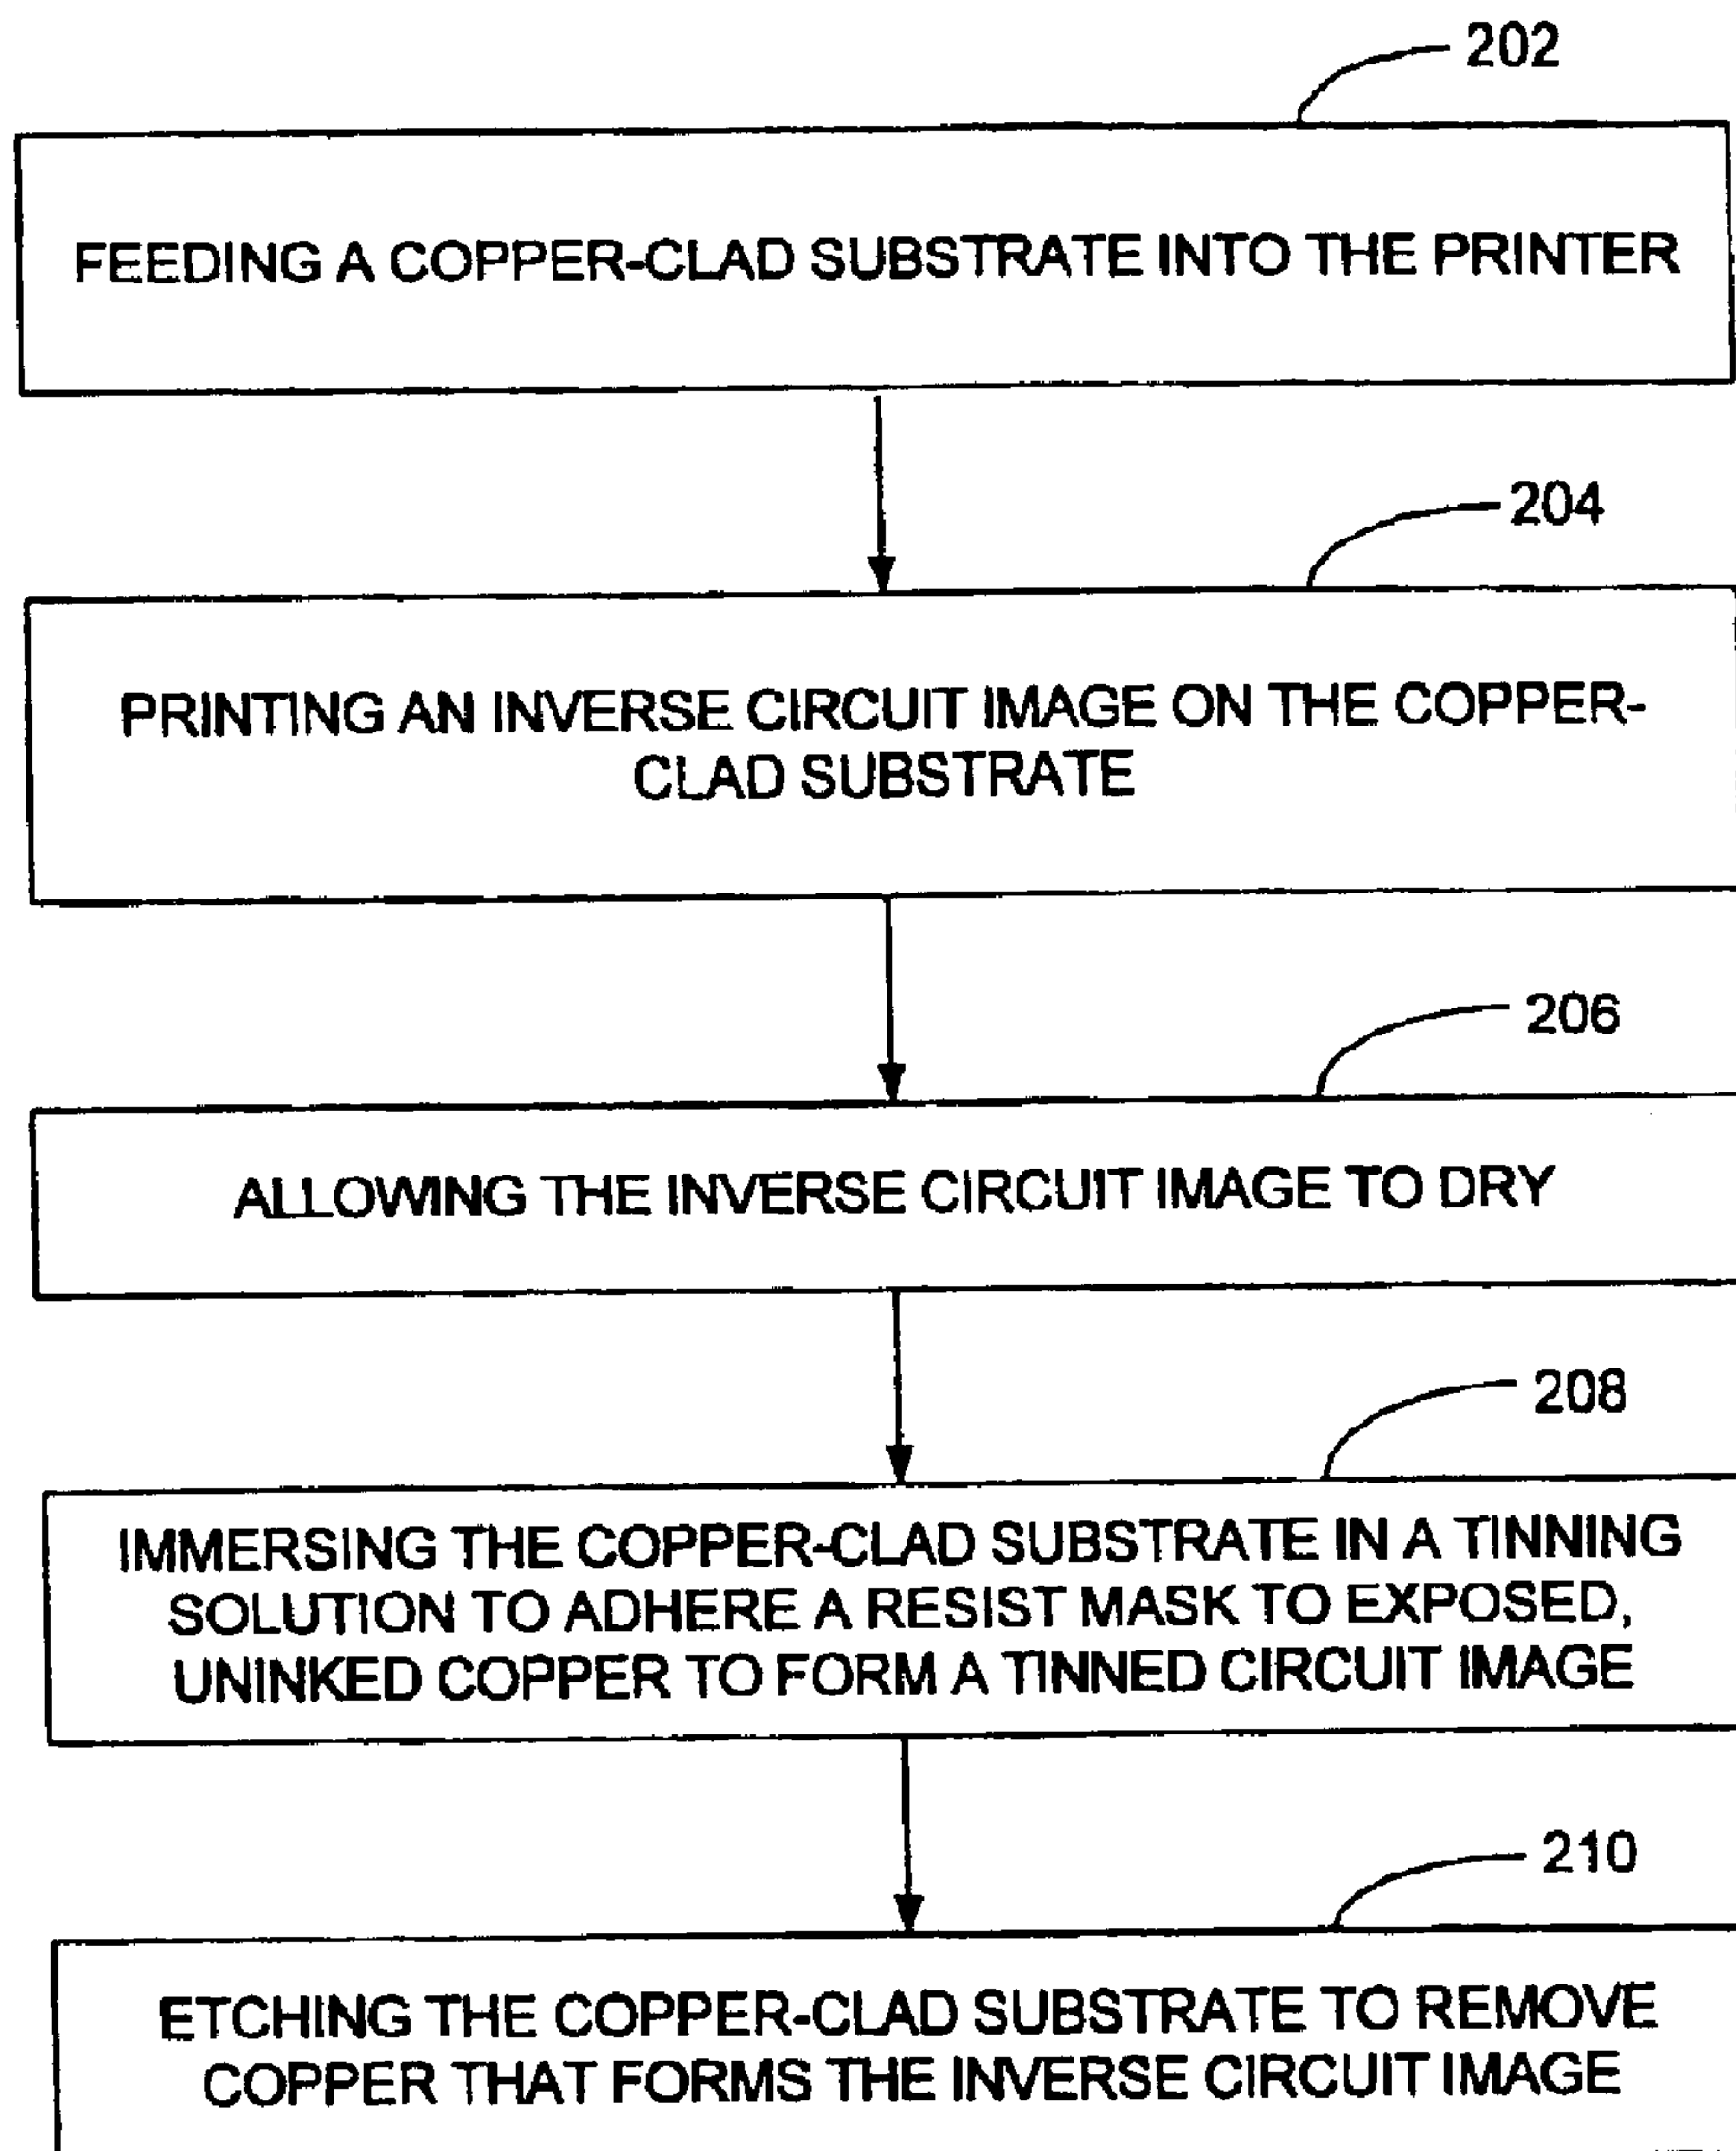 202
FEEDING A COPPER-CLAD SUBSTRATE INTO THE PRINTER
204
PRINTING AN INVERSE CIRCUIT IMAGE ON THE COPPER-
CLAD SUBSTRATE
206
ALLOWING THE INVERSE CIRCUIT IMAGE TO DRY
208
IMMERSING THE COPPER-CLAD SUBSTRATE IN A TINNING
SOLUTION TO ADHERE A RESIST MASK TO EXPOSED,
UNINKED COPPER TO FORM A TINNED CIRCUIT IMAGE
210
ETCHING THE COPPER-CLAD SUBSTRATE TO REMOVE
COPPER THAT FORMS THE INVERSE CIRCUIT IMAGE